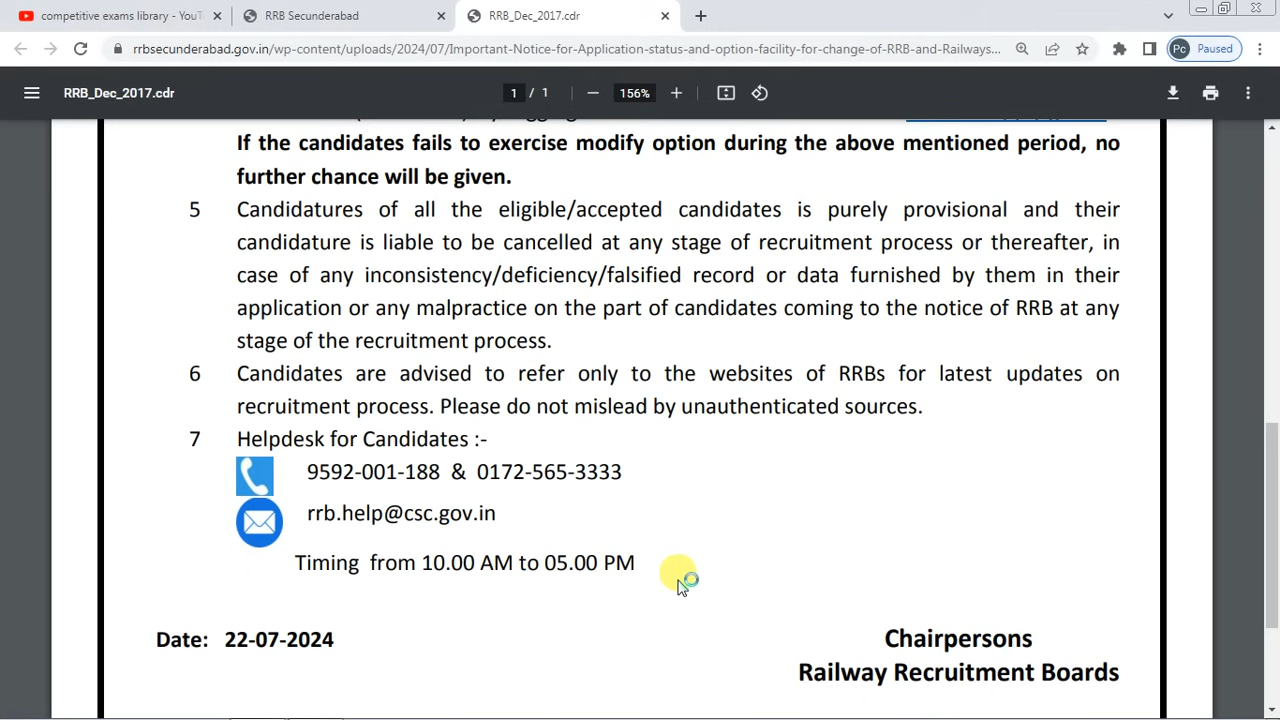 competitive exams library - YouT
RRB Secunderabad
RRB_Dec_2017.cdr
rrbsecunderabad.gov.in/wp-content/uploads/2024/07/Important-Notice-for-Application-status-and-option-facility-for-change-of-RRB-and-Railways...
Pc Paused
RRB_Dec_2017.cdr
1 / 1
156%
If the candidates fails to exercise modify option during the above mentioned period, no
further chance will be given.
5 Candidatures of all the eligible/accepted candidates is purely provisional and their
candidature is liable to be cancelled at any stage of recruitment process or thereafter, in
case of any inconsistency/deficiency/falsified record or data furnished by them in their
application or any malpractice on the part of candidates coming to the notice of RRB at any
stage of the recruitment process.
6 Candidates are advised to refer only to the websites of RRBs for latest updates on
recruitment process. Please do not mislead by unauthenticated sources.
7 Helpdesk for Candidates :-
9592-001-188 & 0172-565-3333
rrb.help@csc.gov.in
Timing from 10.00 AM to 05.00 PM
Date: 22-07-2024
Chairpersons
Railway Recruitment Boards